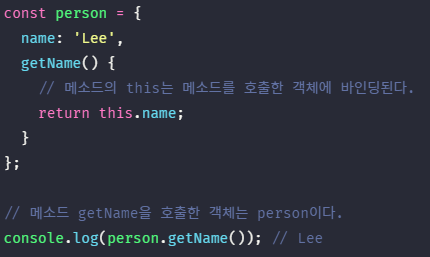 const person = {
  name: 'Lee',
  getName() {
    // 메소드의 this는 메소드를 호출한 객체에 바인딩된다.
    return this.name;
  }
};

// 메소드 getName을 호출한 객체는 person이다.
console.log(person.getName()); // Lee